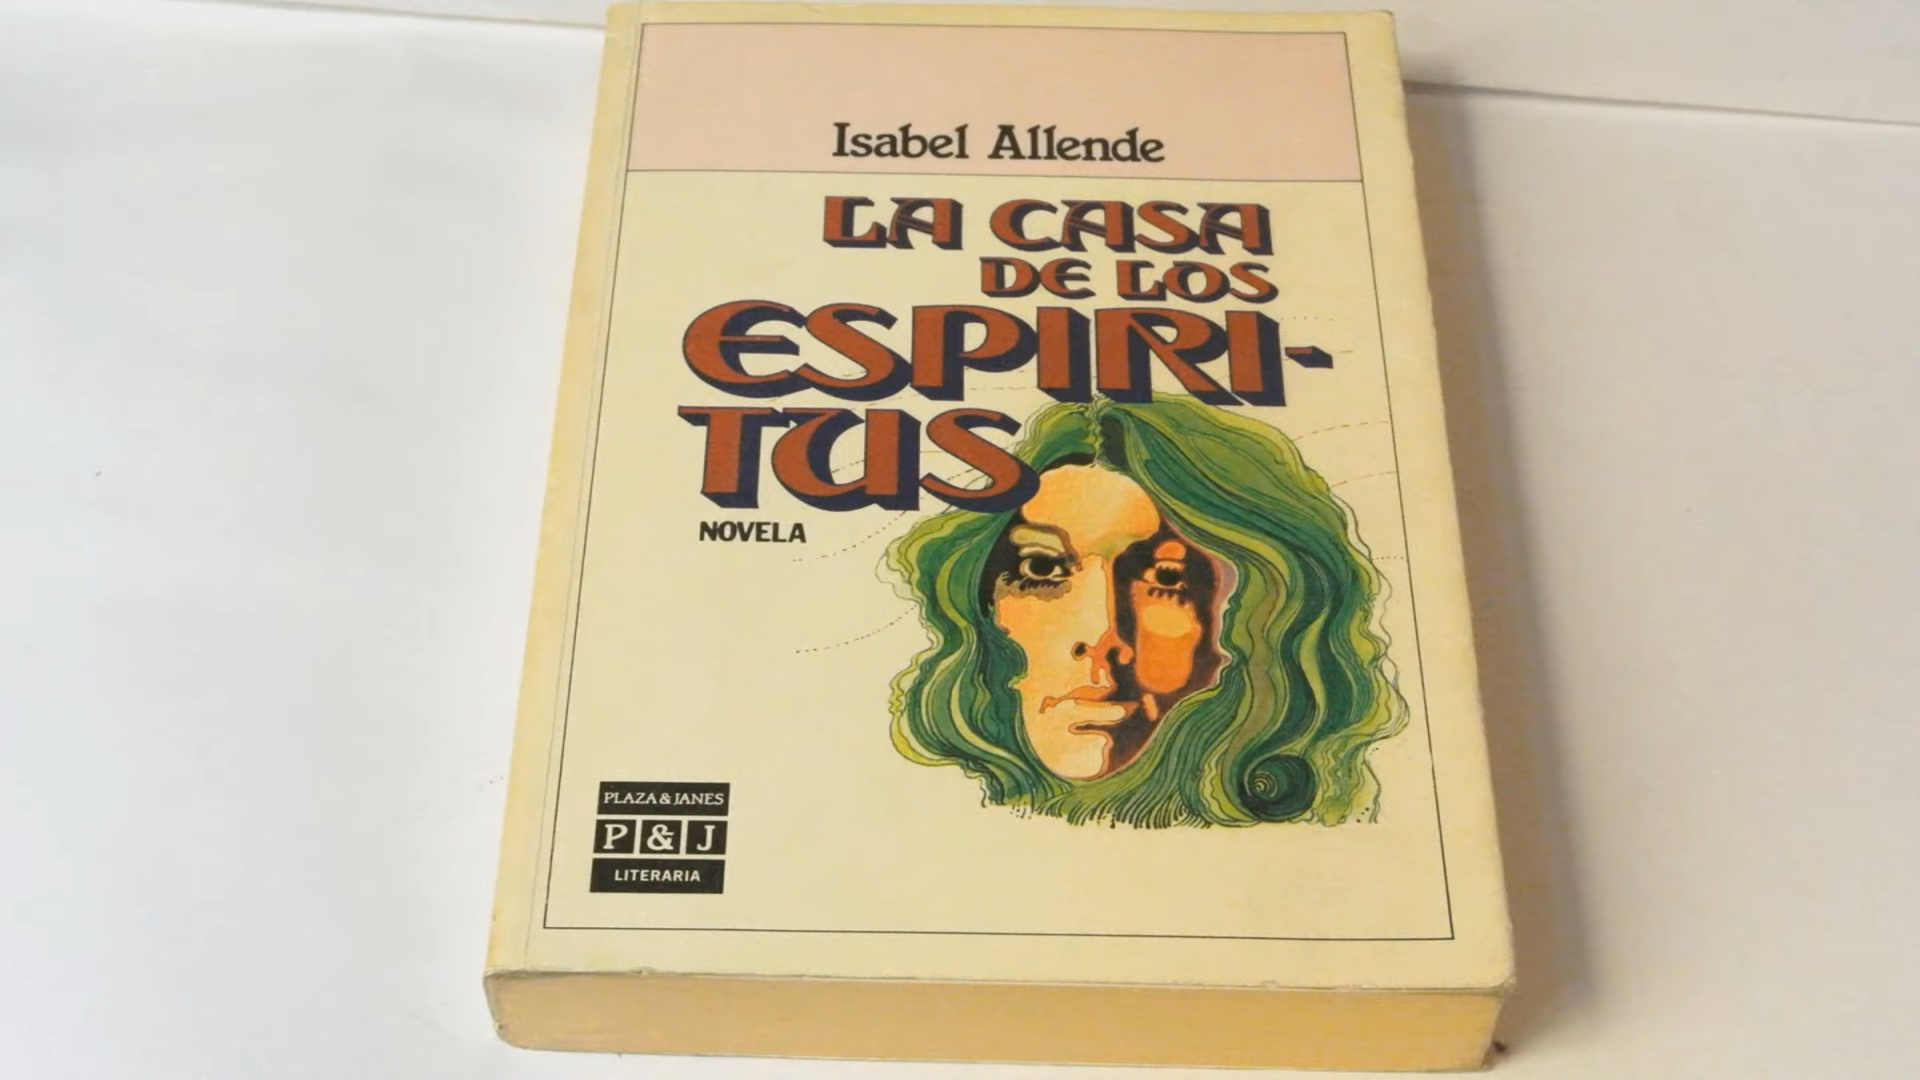 Isabel Allende
LA CASA
DE LOS
ESPIRI-
TUS
NOVELA
PLAZA & JANES
P & J
LITERARIA